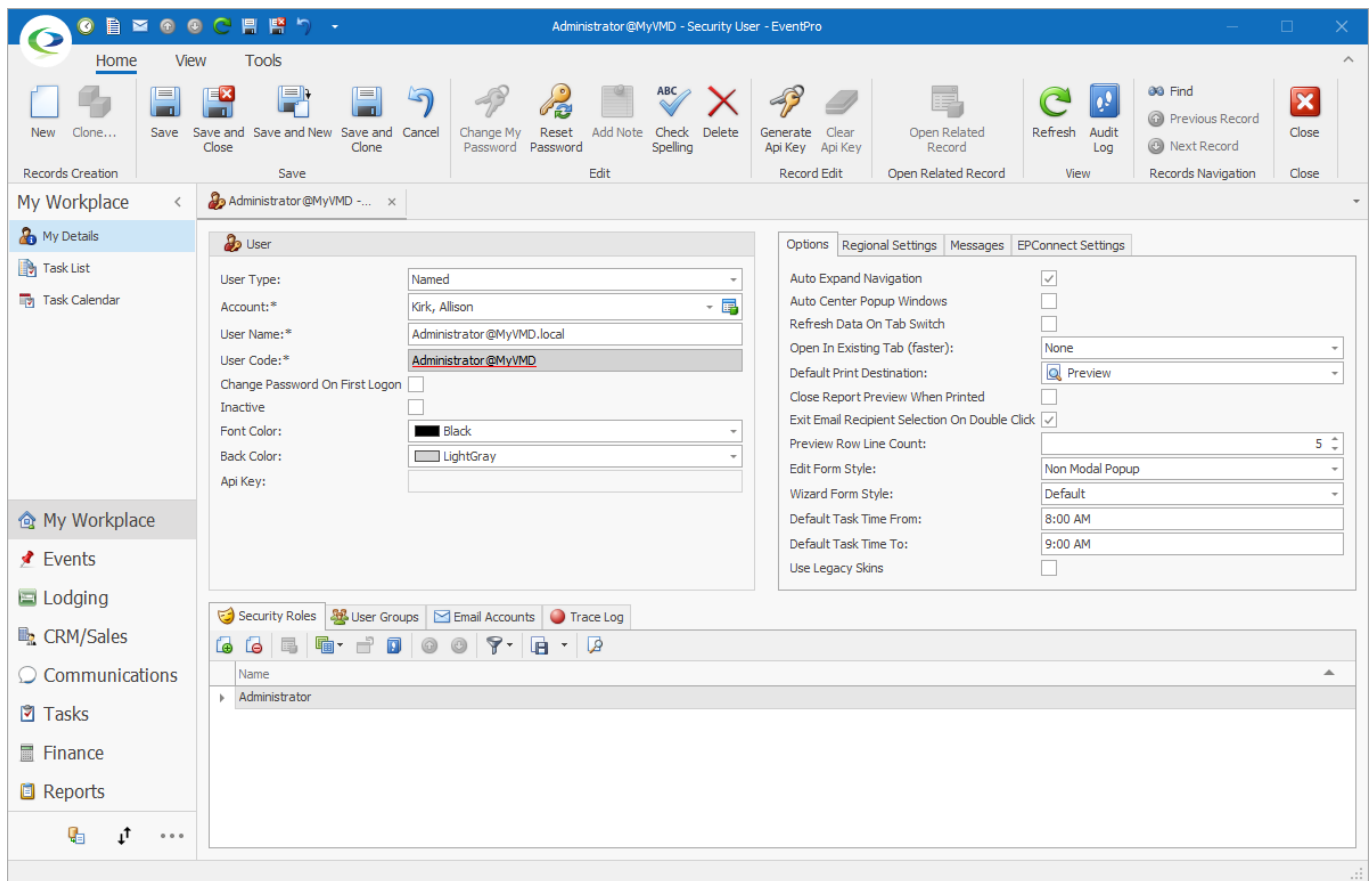 Administrator@MyVMD - Security User - EventPro
Home View Tools
New Clone... Save Save and Close Save and New Save and Clone Cancel Change My Password Reset Password Add Note ABC Check Spelling Delete Generate Api Key Clear Api Key Open Related Record Refresh Audit Log Find Previous Record Next Record Close
Records Creation Save Edit Record Edit Open Related Record View Records Navigation Close
My Workplace
My Details
Task List
Task Calendar
My Workplace
Events
Lodging
CRM/Sales
Communications
Tasks
Finance
Reports
Administrator@MyVMD -...
User
User Type: Named
Account:* Kirk, Allison
User Name:* Administrator@MyVMD.local
User Code:* Administrator@MyVMD
Change Password On First Logon
Inactive
Font Color: Black
Back Color: LightGray
Api Key:
Options Regional Settings Messages EPConnect Settings
Auto Expand Navigation
Auto Center Popup Windows
Refresh Data On Tab Switch
Open In Existing Tab (faster): None
Default Print Destination: Preview
Close Report Preview When Printed
Exit Email Recipient Selection On Double Click
Preview Row Line Count: 5
Edit Form Style: Non Modal Popup
Wizard Form Style: Default
Default Task Time From: 8:00 AM
Default Task Time To: 9:00 AM
Use Legacy Skins
Security Roles User Groups Email Accounts Trace Log
Name
Administrator